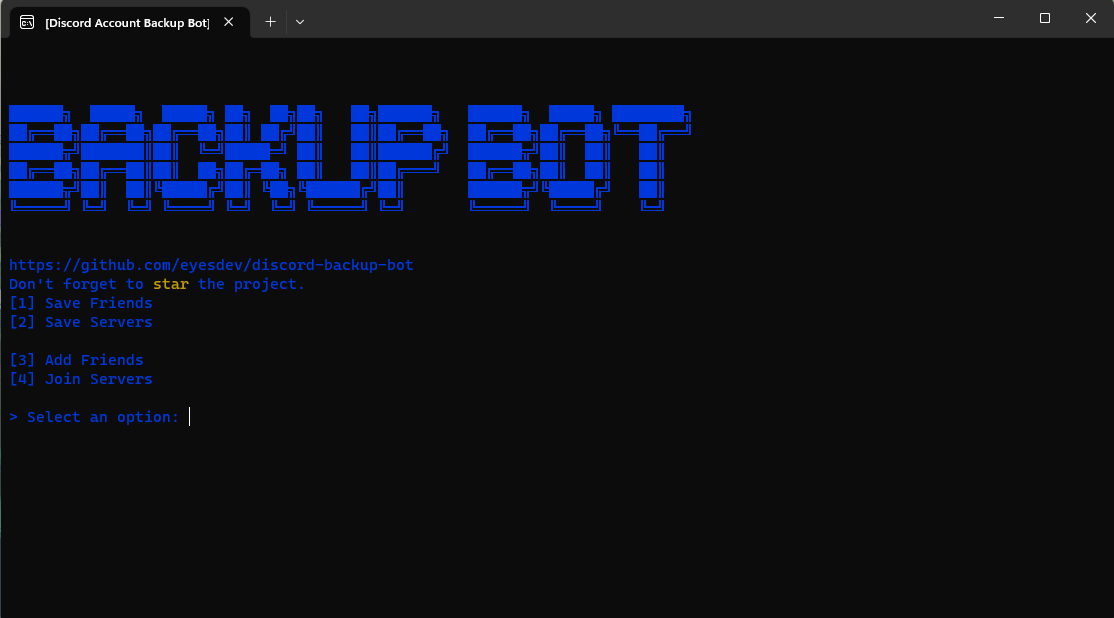 [Discord Account Backup Bot]
BACKUP BOT
https://github.com/eyesdev/discord-backup-bot
Don't forget to star the project.
[1] Save Friends
[2] Save Servers
[3] Add Friends
[4] Join Servers
> Select an option: